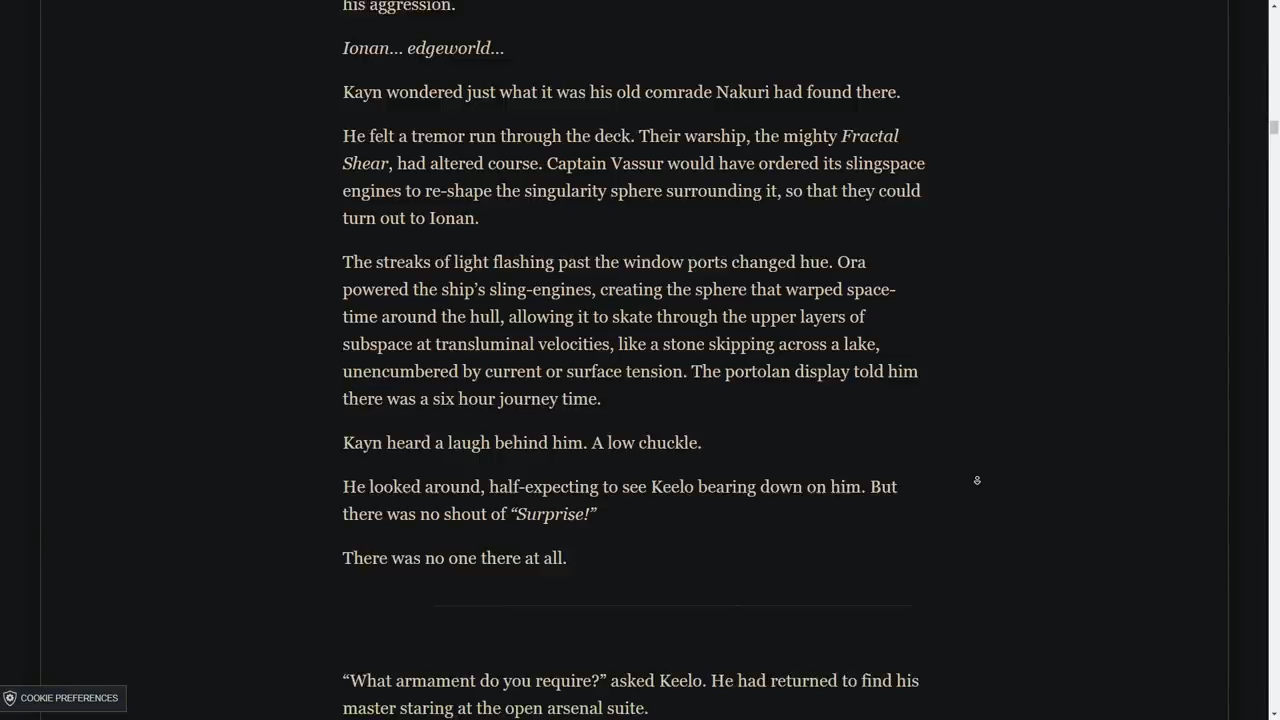 his aggression.
Ionan... edgeworld...
Kayn wondered just what it was his old comrade Nakuri had found there.
He felt a tremor run through the deck. Their warship, the mighty Fractal
Shear, had altered course. Captain Vassur would have ordered its slingspace
engines to re-shape the singularity sphere surrounding it, so that they could
turn out to Ionan.
The streaks of light flashing past the window ports changed hue. Ora
powered the ship’s sling-engines, creating the sphere that warped space-
time around the hull, allowing it to skate through the upper layers of
subspace at transluminal velocities, like a stone skipping across a lake,
unencumbered by current or surface tension. The portolan display told him
there was a six hour journey time.
Kayn heard a laugh behind him. A low chuckle.
He looked around, half-expecting to see Keelo bearing down on him. But
there was no shout of “Surprise!”
There was no one there at all.
“What armament do you require?” asked Keelo. He had returned to find his
master staring at the open arsenal suite.
COOKIE PREFERENCES